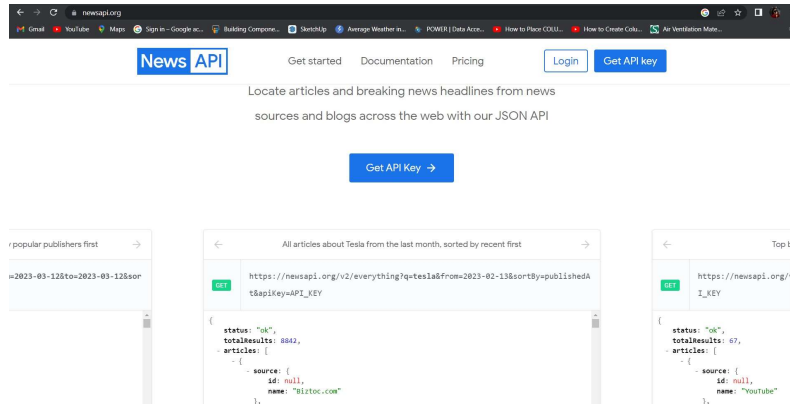 newsapi.org
Gmail YouTube Maps Sign in – Google ac... Building Compone... SketchUp Average Weather in... POWER | Data Acce... How to Place COLU... How to Create Colu... Air Ventilation Mate...
News API Get started Documentation Pricing Login Get API key
Locate articles and breaking news headlines from news
sources and blogs across the web with our JSON API
Get API Key →
popular publishers first →
=2023-03-12&to=2023-03-12&sor
← All articles about Tesla from the last month, sorted by recent first →
GET https://newsapi.org/v2/everything?q=tesla&from=2023-02-13&sortBy=publishedA
t&apiKey=API_KEY
{
status: "ok",
totalResults: 8842,
- articles: [
- {
- source: {
id: null,
name: "Biztoc.com"
},
← Top b
GET https://newsapi.org/
I_KEY
{
status: "ok",
totalResults: 67,
- articles: [
- {
- source: {
id: null,
name: "YouTube"
},